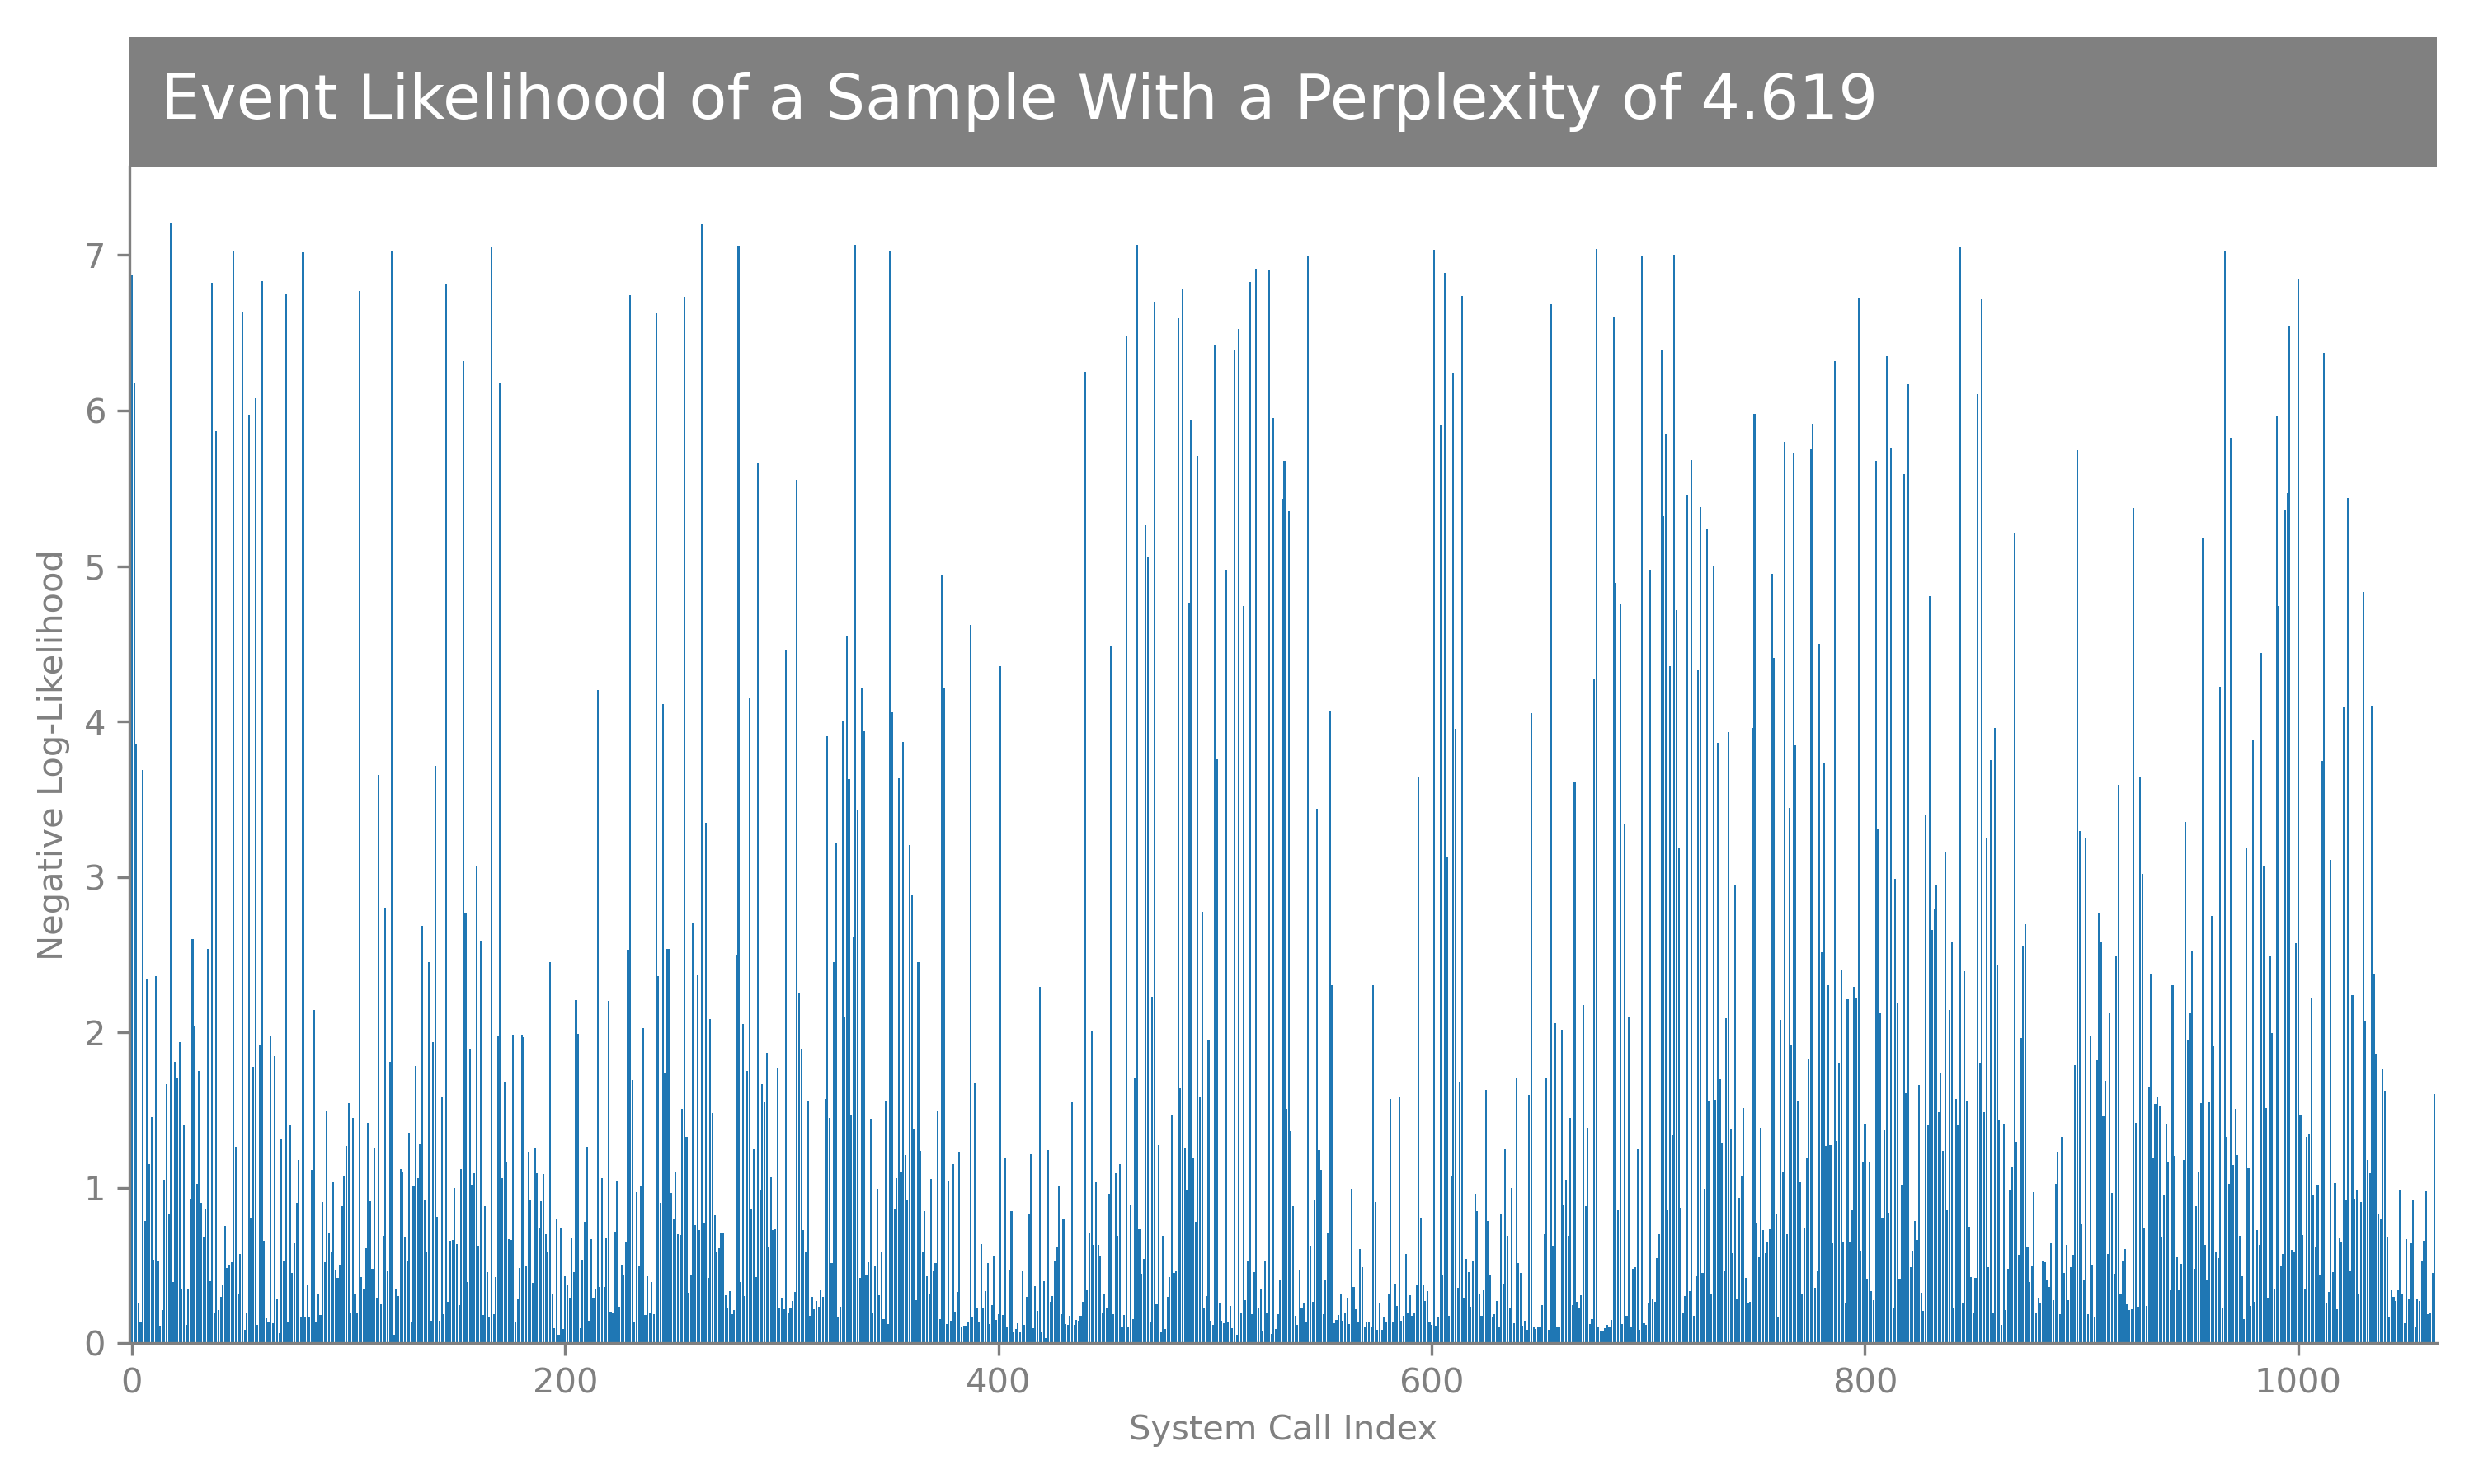 Event Likelihood of a Sample With a Perplexity of 4.619
7
6
5
4
3
2
1
0
Negative Log-Likelihood
0 200 400 600 800 1000
System Call Index